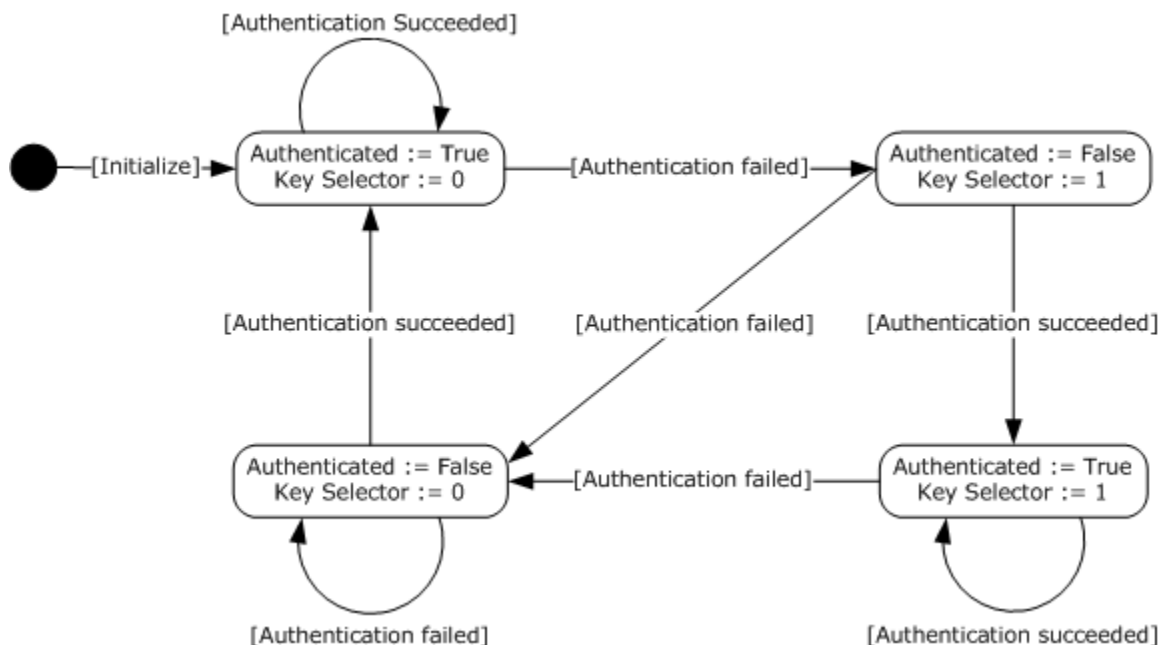 [Authentication Succeeded]
[Initialize]
Authenticated := True
Key Selector := 0
[Authentication failed]
Authenticated := False
Key Selector := 1
[Authentication succeeded]
[Authentication failed]
[Authentication succeeded]
Authenticated := False
Key Selector := 0
[Authentication failed]
Authenticated := True
Key Selector := 1
[Authentication failed]
[Authentication succeeded]